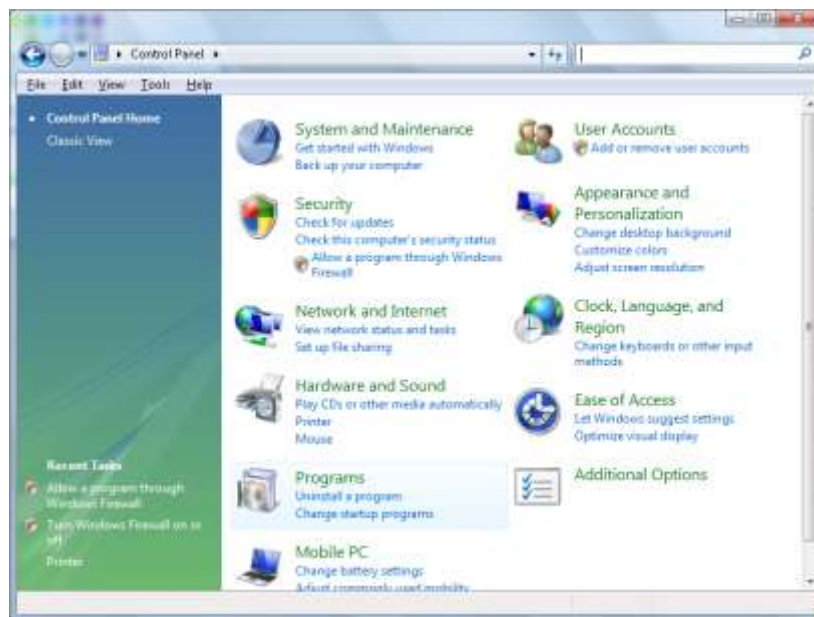 Control Panel
File Edit View Tools Help
Control Panel Home
Classic View
Recent Tasks
Allow a program through
Windows Firewall
Turn Windows Firewall on or
off
Printer
System and Maintenance
Get started with Windows
Back up your computer
Security
Check for updates
Check this computer's security status
Allow a program through Windows
Firewall
Network and Internet
View network status and tasks
Set up file sharing
Hardware and Sound
Play CDs or other media automatically
Printer
Mouse
Programs
Uninstall a program
Change startup programs
Mobile PC
Change battery settings
Adjust commonly used mobility
User Accounts
Add or remove user accounts
Appearance and
Personalization
Change desktop background
Customize colors
Adjust screen resolution
Clock, Language, and
Region
Change keyboards or other input
methods
Ease of Access
Let Windows suggest settings
Optimize visual display
Additional Options